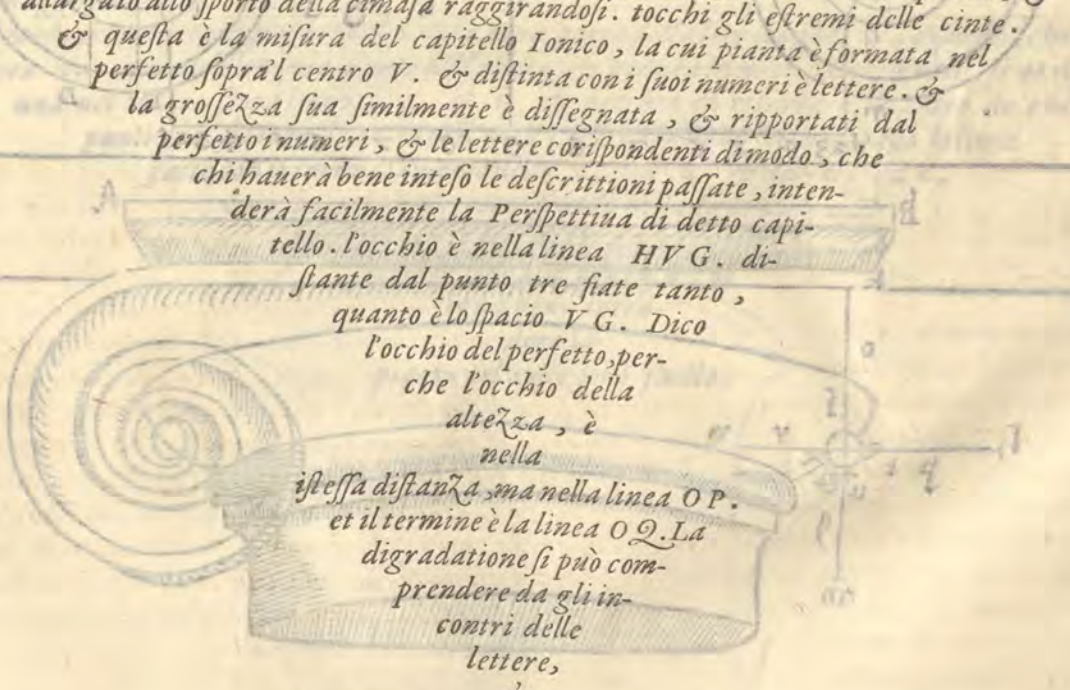 allargato allo ſporto della cimaſa raggirandoſi. tocchi gli eſtremi delle cinte.
& queſta è la miſura del capitello Ionico, la cui pianta è formata nel
perfetto ſopra'l centro V. & diſtinta con i ſuoi numeri è lettere. &
la groſſezza ſua ſimilmente è diſſegnata, & ripportati dal
perfetto i numeri, & le lettere coriſpondenti di modo, che
chi hauerà bene inteſo le deſcrittioni paſſate, inten-
derà facilmente la Perſpettiua di detto capi-
tello. l'occhio è nella linea HVG. di-
ſtante dal punto tre fiate tanto,
quanto è lo ſpacio VG. Dico
l'occhio del perfetto, per-
che l'occhio della
altezza, è
nella
iſteſſa diſtanza, ma nella linea OP.
et il termine è la linea OQ. La
digradatione ſi può com-
prendere da gli in-
contri delle
lettere,